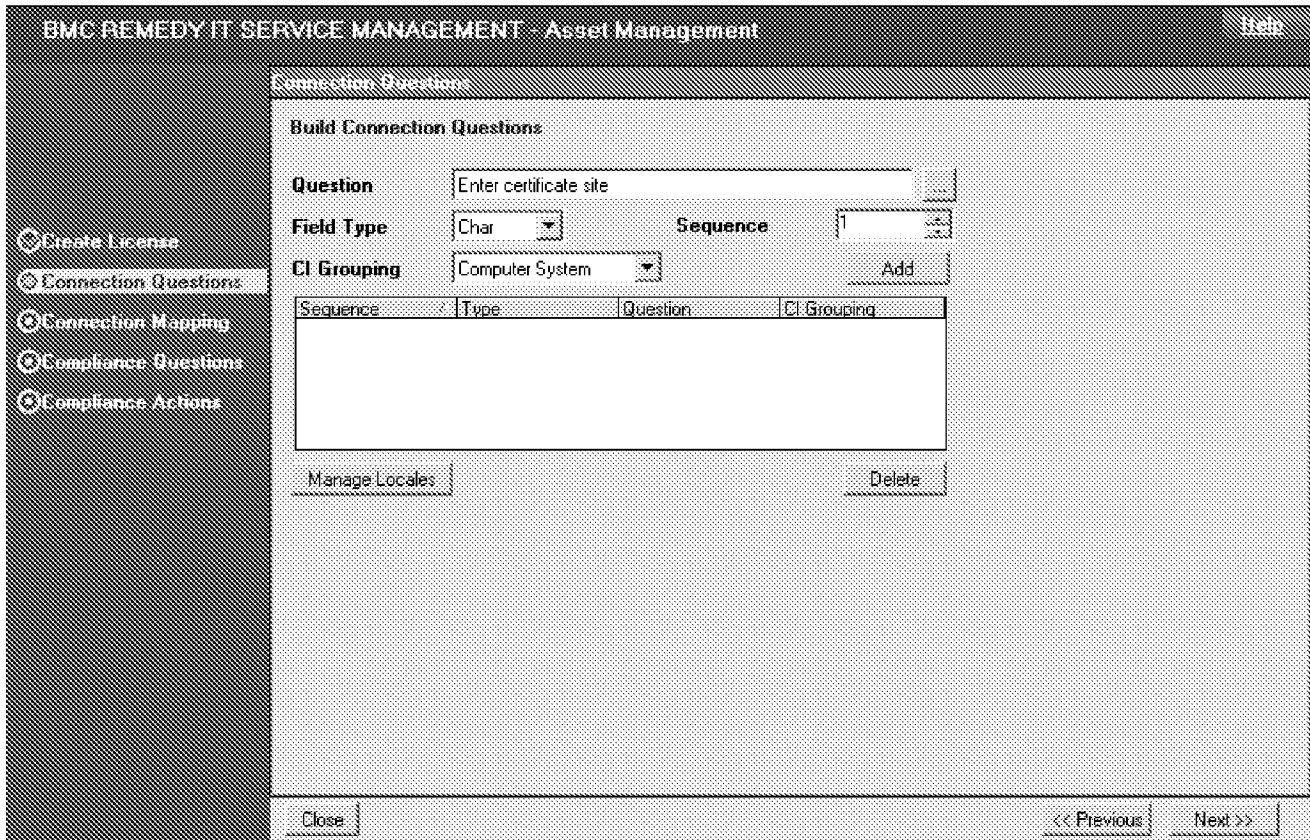 BMC REMEDY IT SERVICE MANAGEMENT - Asset Management
Help
Connection Questions
Build Connection Questions
Question Enter certificate site ...
Field Type Char Sequence 1
CI Grouping Computer System Add
Sequence / Type Question CI Grouping
Create License
Connection Questions
Connection Mapping
Compliance Questions
Compliance Actions
Manage Locales Delete
Close << Previous Next >>